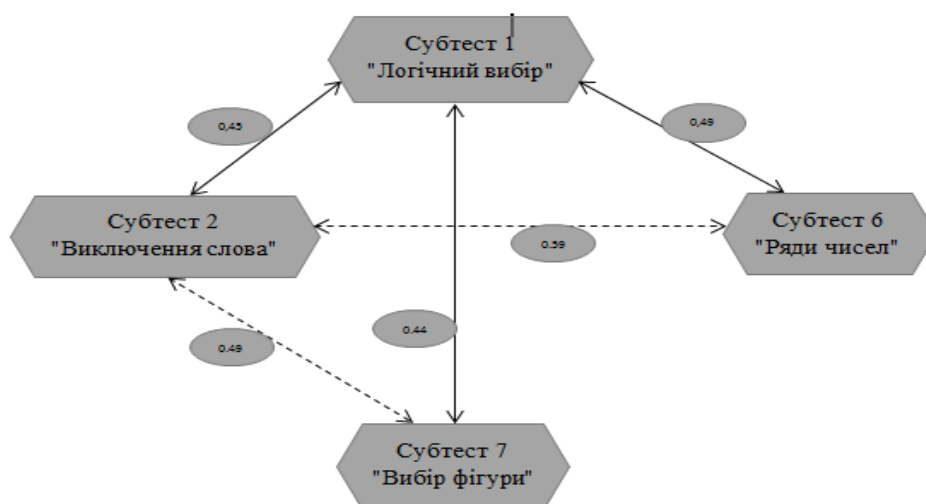 Субтест 1
"Логічний вибір"
0,45
0,49
Субтест 2
"Виключення слова"
Субтест 6
"Ряди чисел"
0.59
0.49
0.44
Субтест 7
"Вибір фігури"